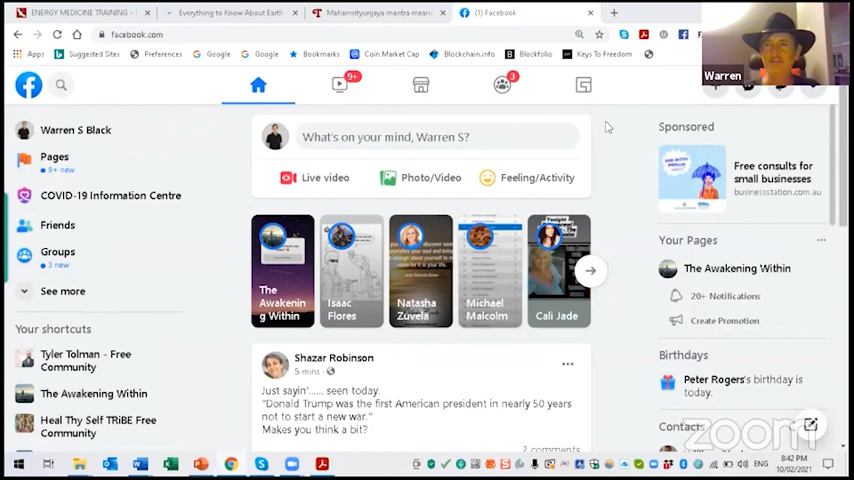 ENERGY MEDICINE TRAINING - T
Everything to Know About Earth
Mahamrityunjaya mantra mean
(1) Facebook
facebook.com
Apps
Suggested Sites
Preferences
Google
Google
Bookmarks
Coin Market Cap
Blockchain.info
Blockfolio
Keys To Freedom
Warren
9+
3
Warren S Black
Pages
9+ new
COVID-19 Information Centre
Friends
Groups
3 new
See more
Your shortcuts
Tyler Tolman - Free
Community
The Awakening Within
Heal Thy Self TRiBE Free
Community
What's on your mind, Warren S?
Live video
Photo/Video
Feeling/Activity
The
Awakenin
g Within
Isaac
Flores
Natasha
Zuvela
Michael
Malcolm
Tonight
Cali Jade
Shazar Robinson
5 mins
Just sayin'...... seen today.
"Donald Trump was the first American president in nearly 50 years
not to start a new war."
Makes you think a bit?
2 comments
Sponsored
Free consults for
small businesses
businessstation.com.au
Your Pages
The Awakening Within
20+ Notifications
Create Promotion
Birthdays
Peter Rogers's birthday is
today.
Contacts
zoom
ENG
8:42 PM
10/02/2021